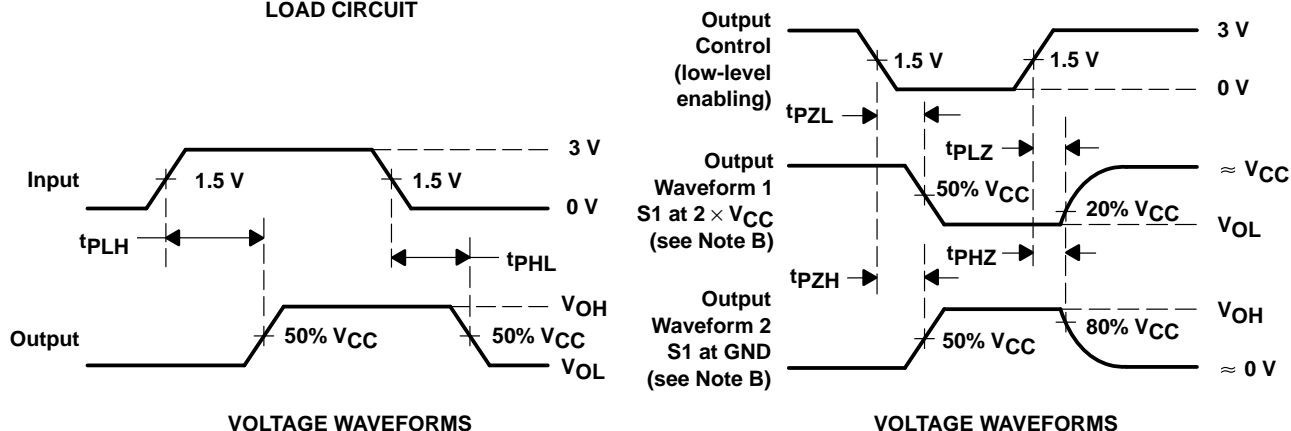 LOAD CIRCUIT
Input
1.5 V
1.5 V
3 V
0 V
tPLH
tPHL
Output
50% VCC
50% VCC
VOH
VOL
VOLTAGE WAVEFORMS
Output
Control
(low-level
enabling)
1.5 V
1.5 V
3 V
0 V
tPZL
tPLZ
Output
Waveform 1
S1 at 2 × VCC
(see Note B)
50% VCC
20% VCC
≈ VCC
VOL
tPZH
tPHZ
Output
Waveform 2
S1 at GND
(see Note B)
50% VCC
80% VCC
VOH
≈ 0 V
VOLTAGE WAVEFORMS